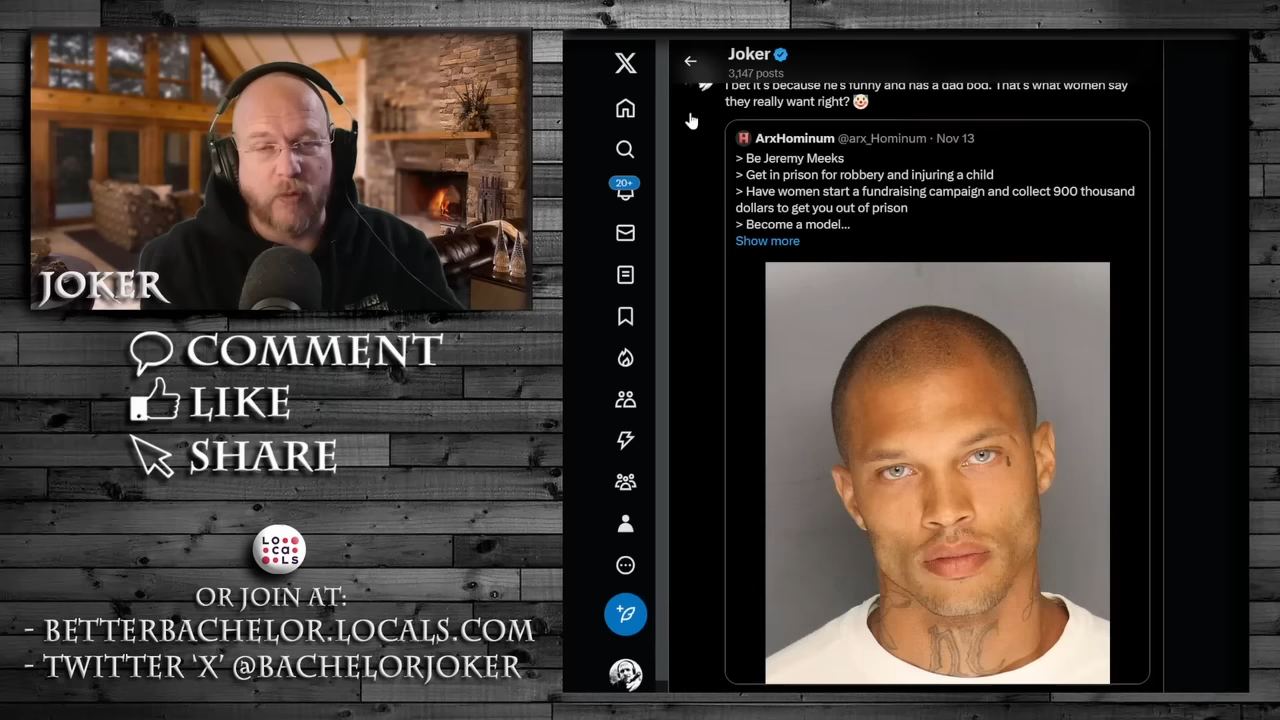 JOKER
COMMENT
LIKE
SHARE
LOCALS
OR JOIN AT:
- BETTERBACHELOR.LOCALS.COM
- TWITTER 'X' @BACHELORJOKER
20+
Joker
3,147 posts
I bet it's because he's funny and has a dad bod. That's what women say
they really want right? 🤡
ArxHominum @arx_Hominum · Nov 13
> Be Jeremy Meeks
> Get in prison for robbery and injuring a child
> Have women start a fundraising campaign and collect 900 thousand
dollars to get you out of prison
> Become a model...
Show more